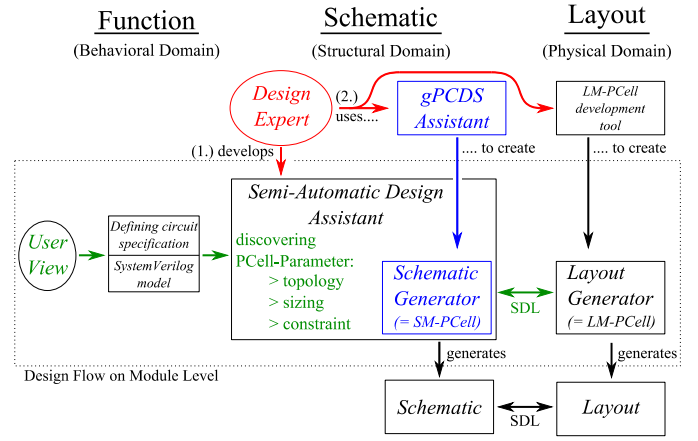 Function
(Behavioral Domain)
Schematic
(Structural Domain)
Layout
(Physical Domain)
Design
Expert
(2.)
uses....
gPCDS
Assistant
LM-PCell
development
tool
(1.) develops
.... to create
.... to create
Semi-Automatic Design
Assistant
User
View
Defining circuit
specification
SystemVerilog
model
discovering
PCell-Parameter:
> topology
> sizing
> constraint
Schematic
Generator
(= SM-PCell)
SDL
Layout
Generator
(= LM-PCell)
generates
generates
Design Flow on Module Level
Schematic
SDL
Layout